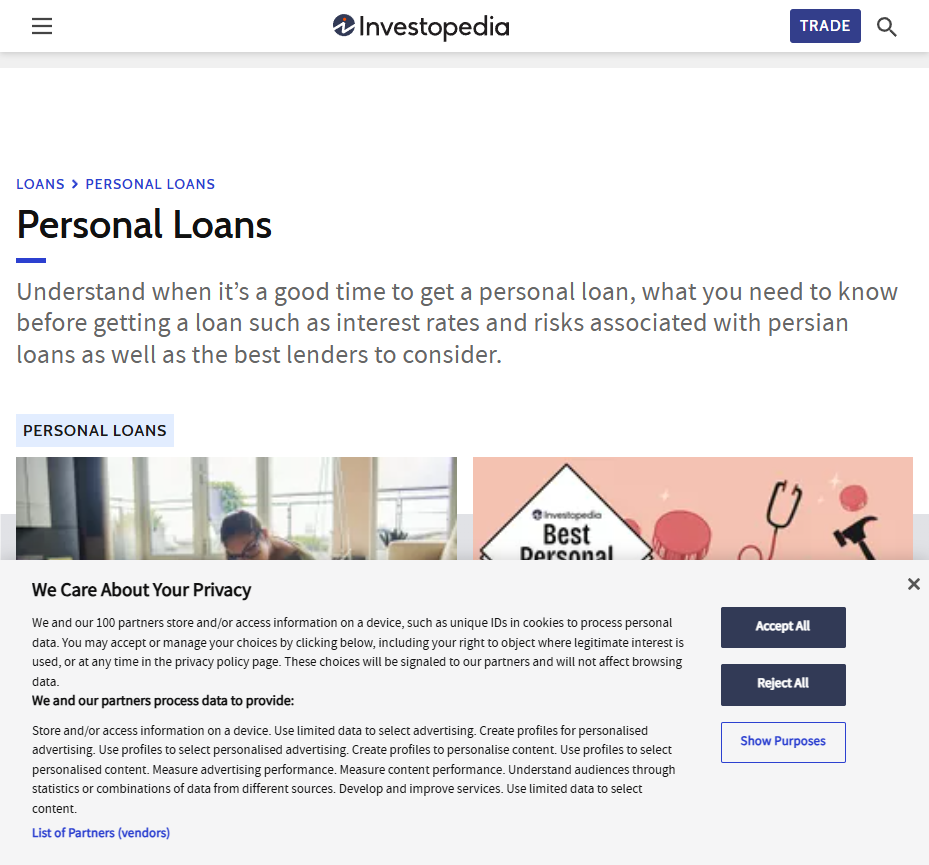 Investopedia
TRADE
LOANS > PERSONAL LOANS
Personal Loans
Understand when it’s a good time to get a personal loan, what you need to know
before getting a loan such as interest rates and risks associated with persian
loans as well as the best lenders to consider.
PERSONAL LOANS
Investopedia
Best
Personal
We Care About Your Privacy
We and our 100 partners store and/or access information on a device, such as unique IDs in cookies to process personal
data. You may accept or manage your choices by clicking below, including your right to object where legitimate interest is
used, or at any time in the privacy policy page. These choices will be signaled to our partners and will not affect browsing
data.
We and our partners process data to provide:
Store and/or access information on a device. Use limited data to select advertising. Create profiles for personalised
advertising. Use profiles to select personalised advertising. Create profiles to personalise content. Use profiles to select
personalised content. Measure advertising performance. Measure content performance. Understand audiences through
statistics or combinations of data from different sources. Develop and improve services. Use limited data to select
content.
List of Partners (vendors)
Accept All
Reject All
Show Purposes